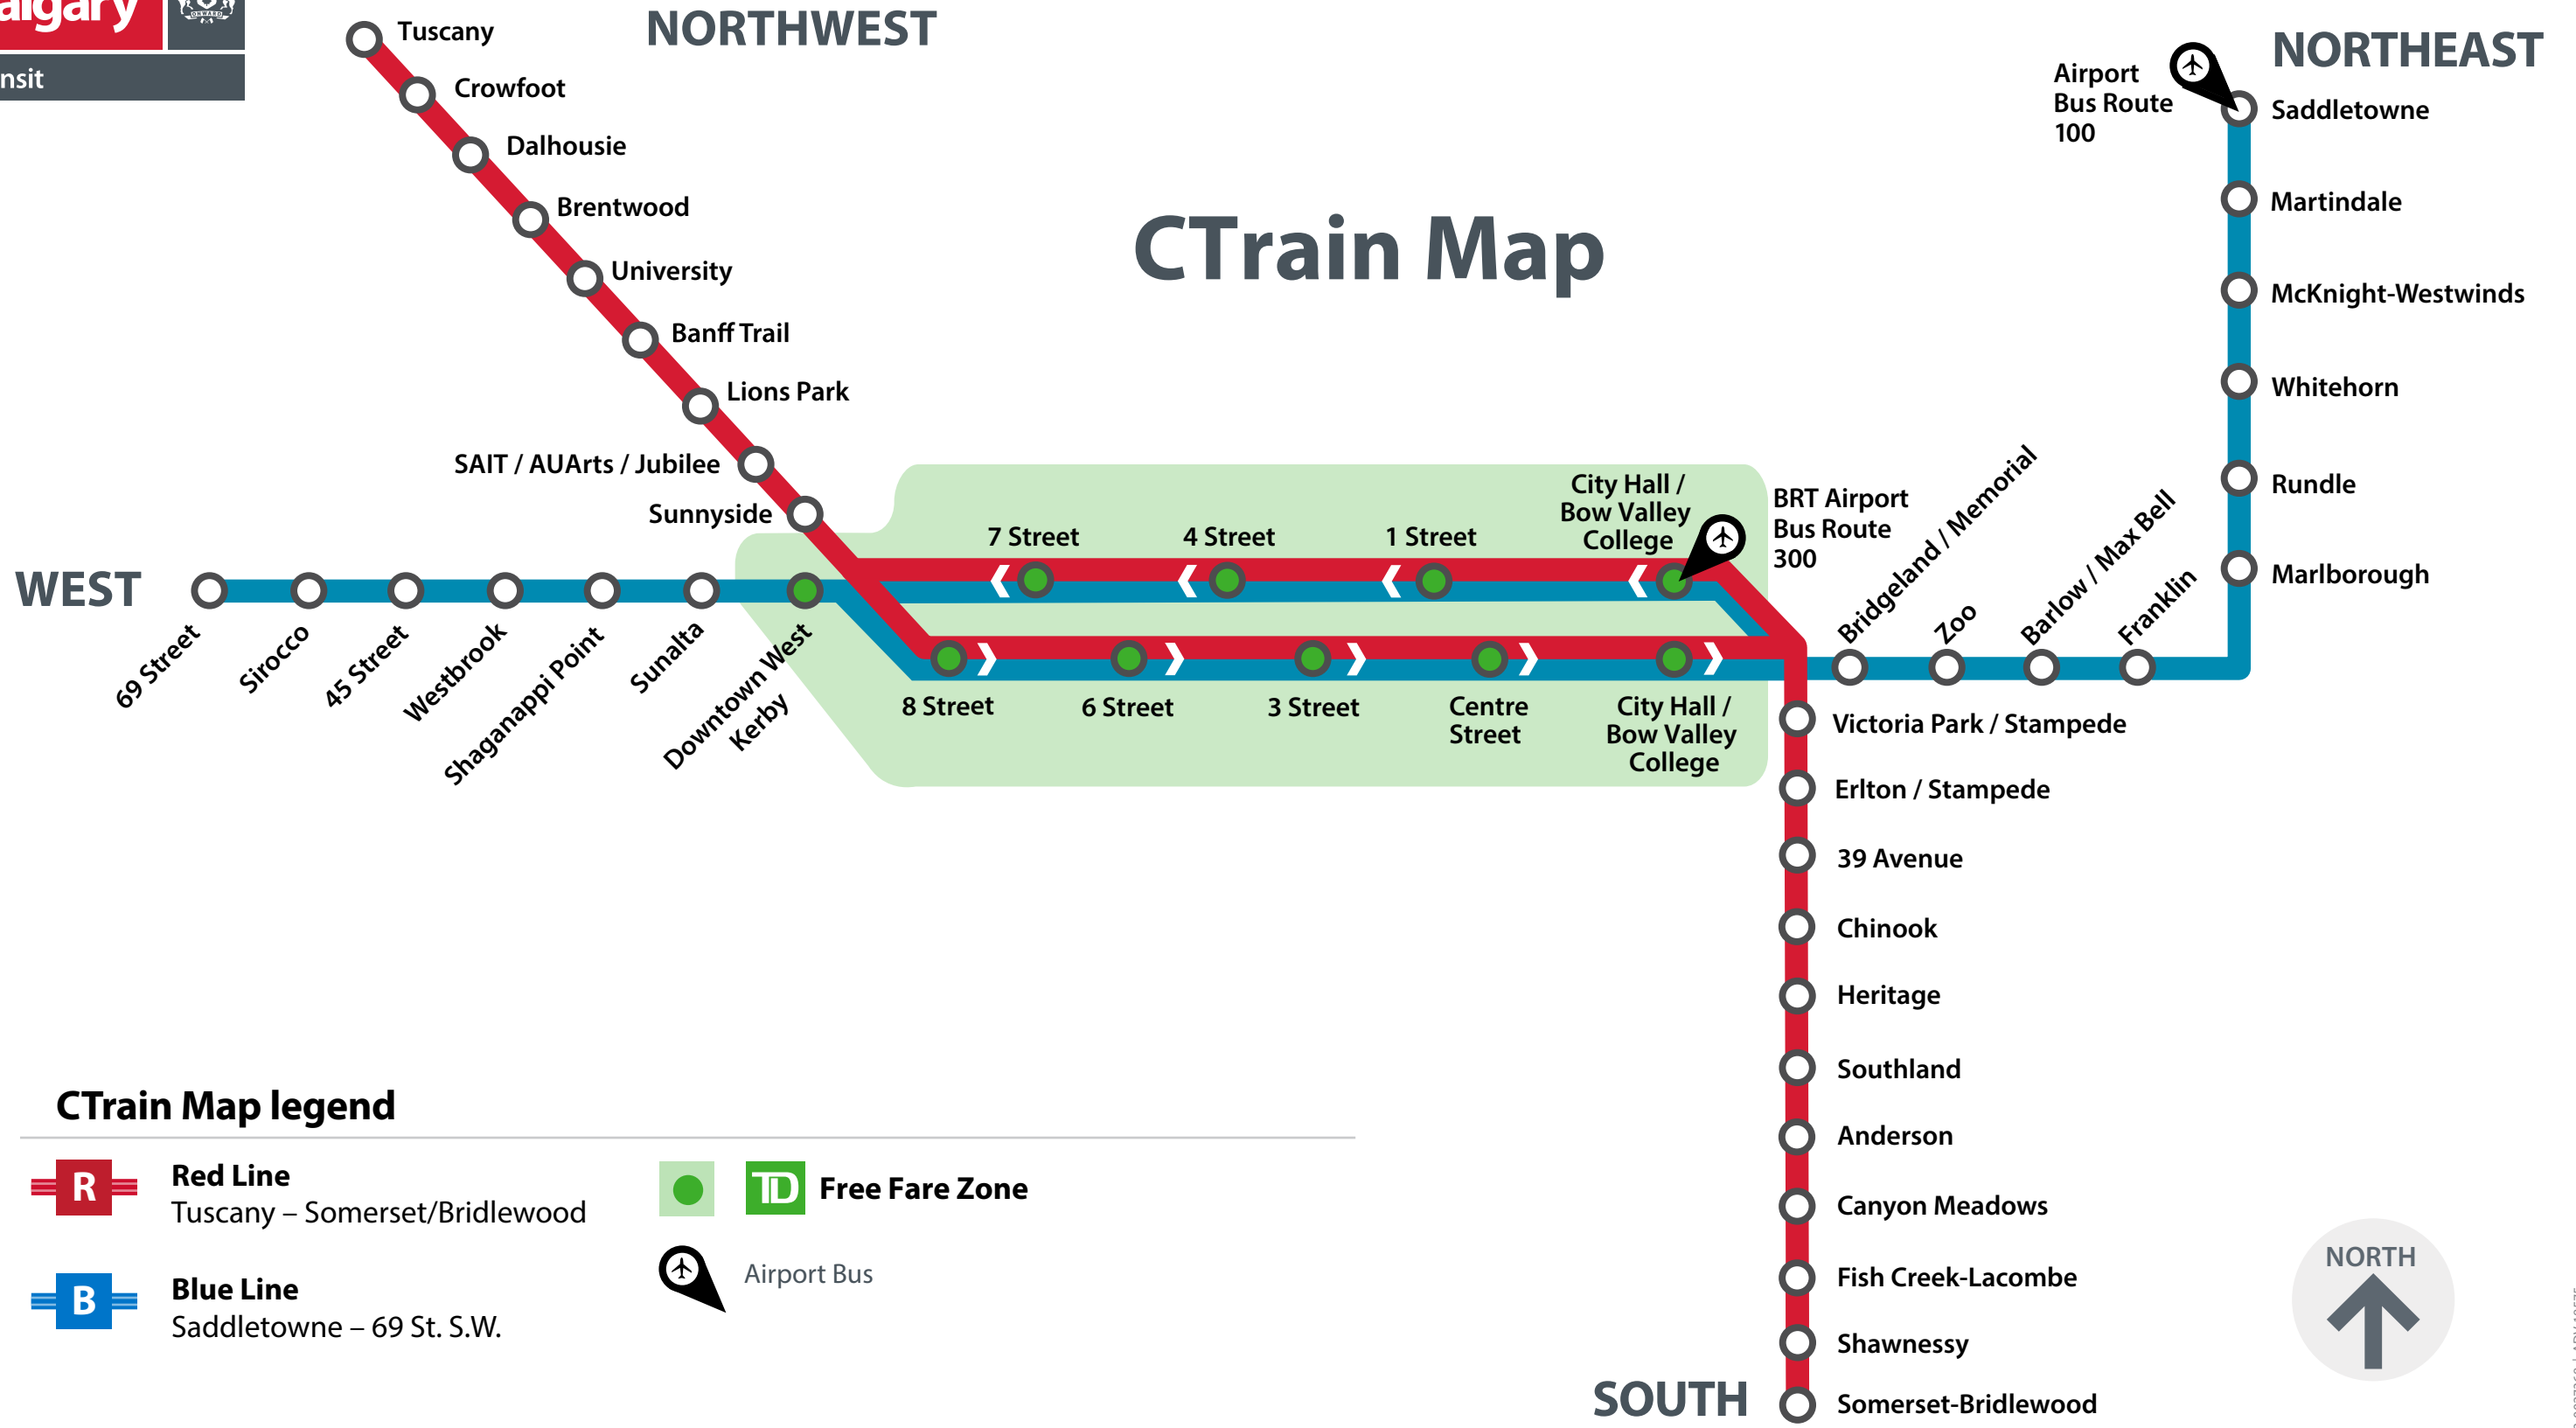 algary
nsit
ONWARD
NORTHWEST
NORTHEAST
Tuscany
Crowfoot
Dalhousie
Brentwood
University
Banff Trail
Lions Park
SAIT / AUArts / Jubilee
Sunnyside
CTrain Map
Airport
Bus Route
100
Saddletowne
Martindale
McKnight-Westwinds
Whitehorn
Rundle
Marlborough
WEST
69 Street
Sirocco
45 Street
Westbrook
Shaganappi Point
Sunalta
Downtown West
Kerby
7 Street
4 Street
1 Street
City Hall /
Bow Valley
College
BRT Airport
Bus Route
300
8 Street
6 Street
3 Street
Centre
Street
City Hall /
Bow Valley
College
Bridgeland / Memorial
Zoo
Barlow / Max Bell
Franklin
Victoria Park / Stampede
Erlton / Stampede
39 Avenue
Chinook
Heritage
Southland
Anderson
Canyon Meadows
Fish Creek-Lacombe
Shawnessy
Somerset-Bridlewood
SOUTH
CTrain Map legend
R
Red Line
Tuscany – Somerset/Bridlewood
B
Blue Line
Saddletowne – 69 St. S.W.
TD Free Fare Zone
Airport Bus
NORTH